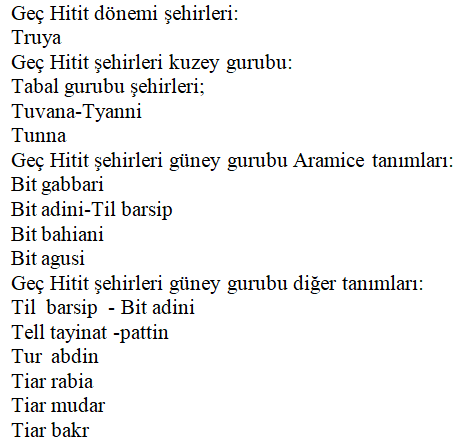 Geç Hitit dönemi şehirleri:
Truya
Geç Hitit şehirleri kuzey gurubu:
Tabal gurubu şehirleri;
Tuvana-Tyanni
Tunna
Geç Hitit şehirleri güney gurubu Aramice tanımları:
Bit gabbari
Bit adini-Til barsip
Bit bahiani
Bit agusi
Geç Hitit şehirleri güney gurubu diğer tanımları:
Til barsip - Bit adini
Tell tayinat -pattin
Tur abdin
Tiar rabia
Tiar mudar
Tiar bakr